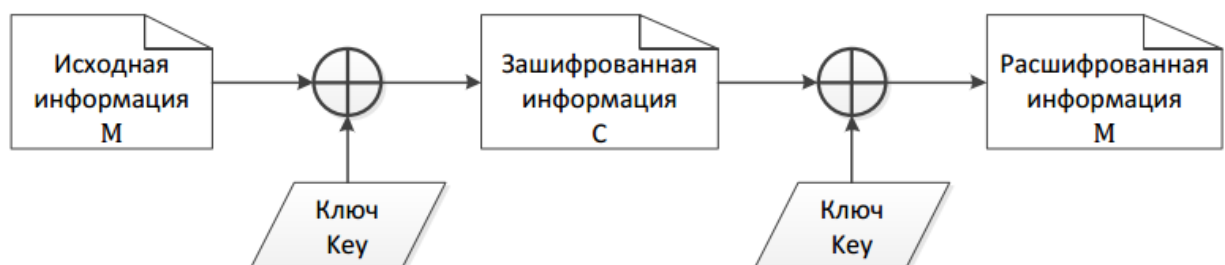 Исходная
информация
M
Зашифрованная
информация
C
Расшифрованная
информация
M
Ключ
Key
Ключ
Key